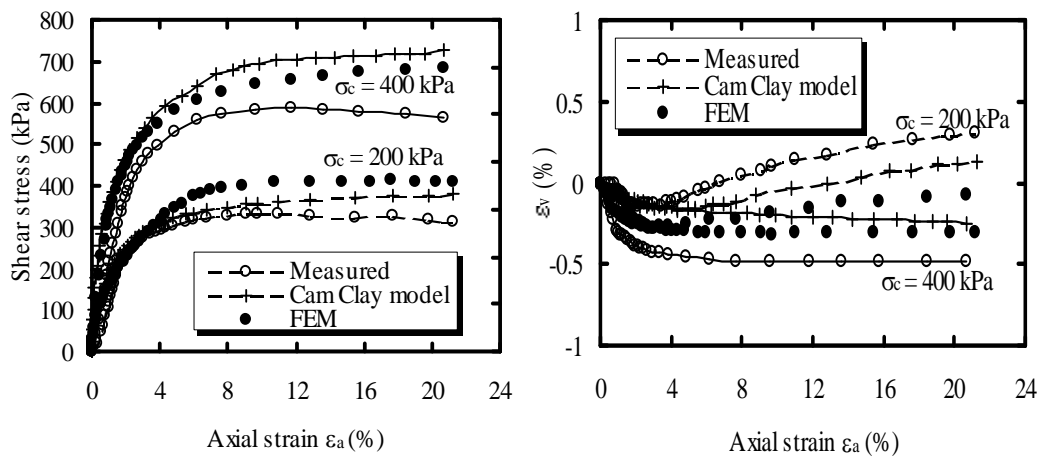 800
700
600
500
400
300
200
100
0
Shear stress (kPa)
σc = 400 kPa
σc = 200 kPa
Measured
Cam Clay model
FEM
0 4 8 12 16 20 24
Axial strain εa (%)
1
0.5
0
-0.5
-1
εv (%)
Measured
Cam Clay model
FEM
σc = 200 kPa
σc = 400 kPa
0 4 8 12 16 20 24
Axial strain εa (%)